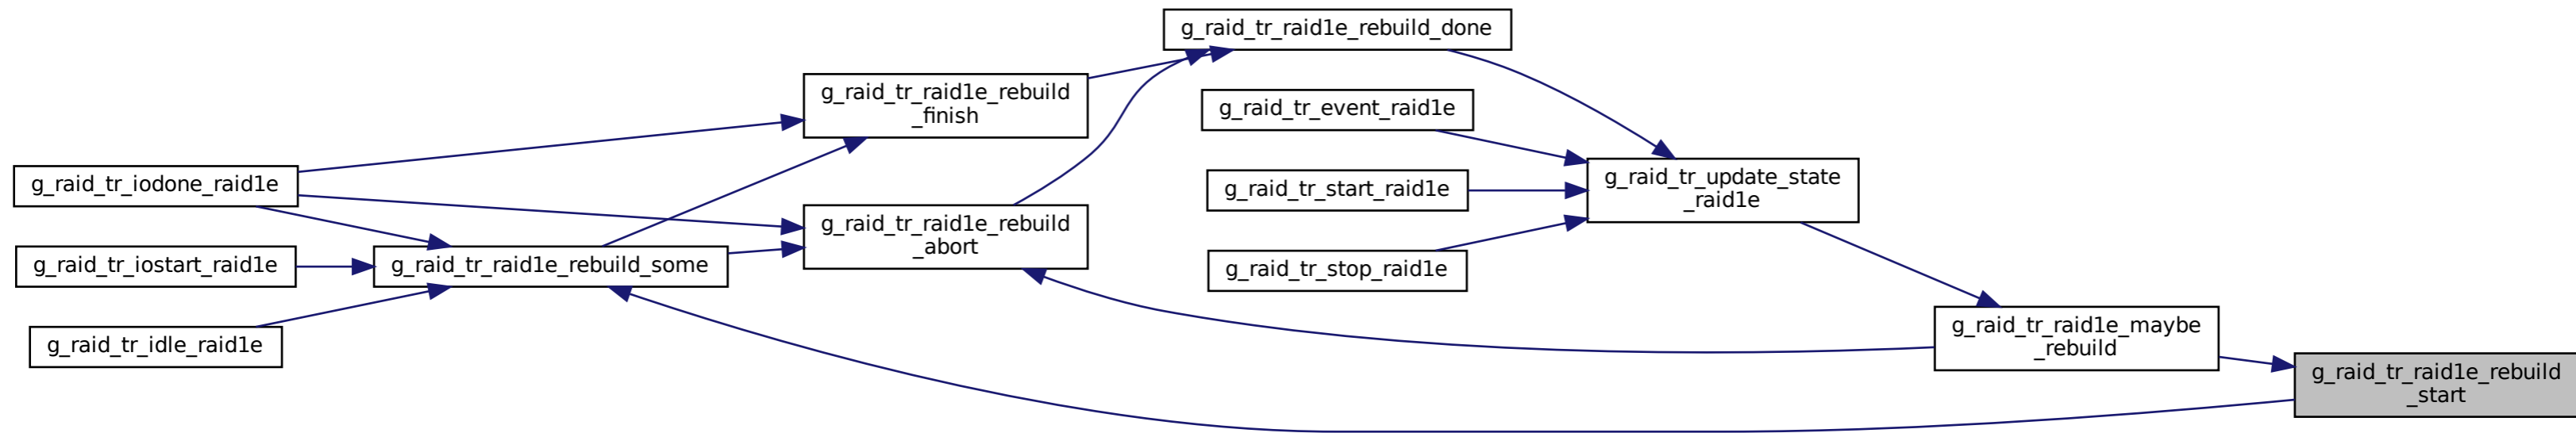 g_raid_tr_raid1e_rebuild_done
g_raid_tr_raid1e_rebuild
_finish
g_raid_tr_event_raid1e
g_raid_tr_iodone_raid1e
g_raid_tr_start_raid1e
g_raid_tr_update_state
_raid1e
g_raid_tr_raid1e_rebuild
_abort
g_raid_tr_iostart_raid1e
g_raid_tr_raid1e_rebuild_some
g_raid_tr_stop_raid1e
g_raid_tr_idle_raid1e
g_raid_tr_raid1e_maybe
_rebuild
g_raid_tr_raid1e_rebuild
_start